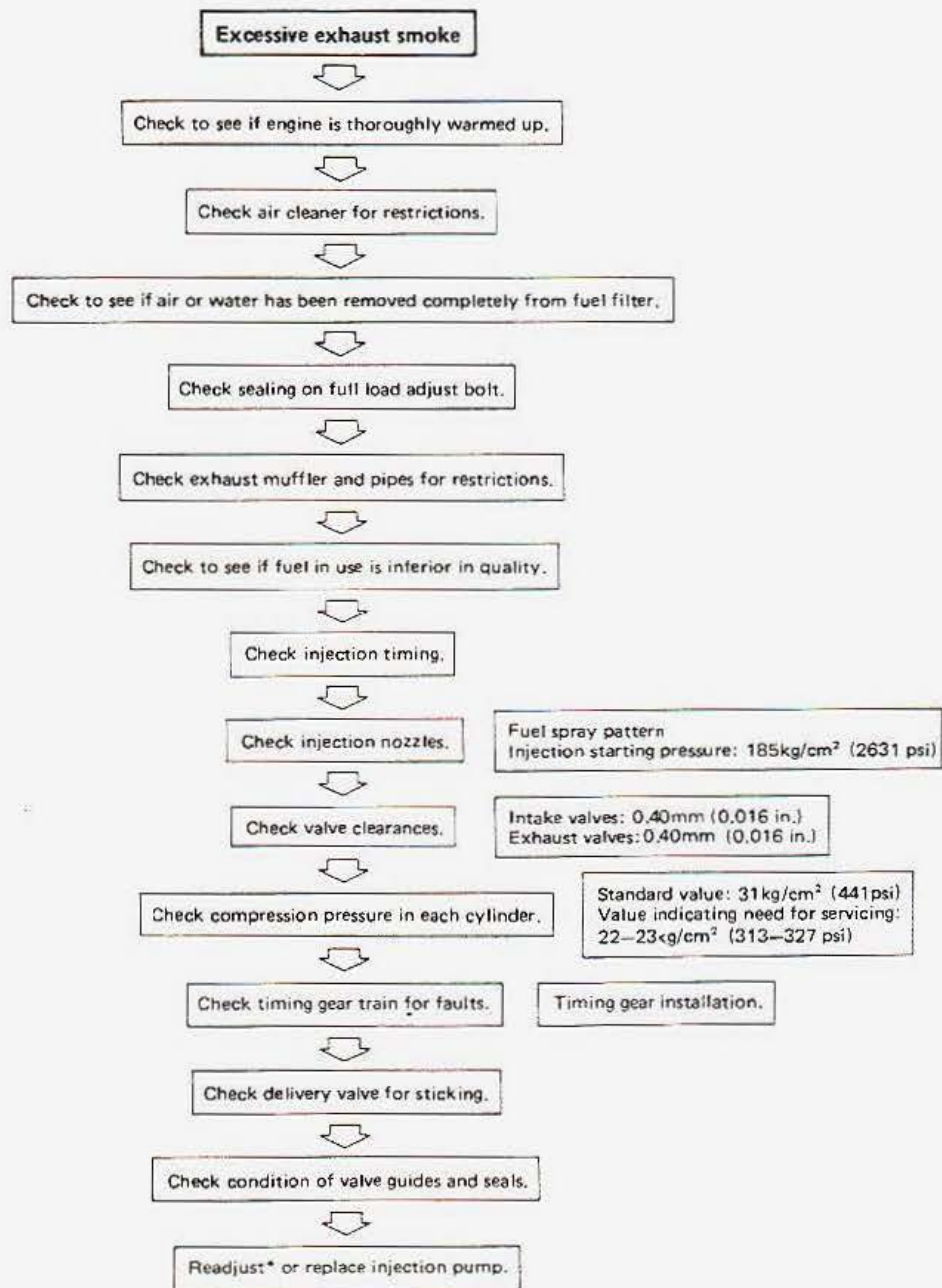 Excessive exhaust smoke
Check to see if engine is thoroughly warmed up.
Check air cleaner for restrictions.
Check to see if air or water has been removed completely from fuel filter.
Check sealing on full load adjust bolt.
Check exhaust muffler and pipes for restrictions.
Check to see if fuel in use is inferior in quality.
Check injection timing.
Check injection nozzles.
Fuel spray pattern
Injection starting pressure: 185kg/cm² (2631 psi)
Check valve clearances.
Intake valves: 0.40mm (0.016 in.)
Exhaust valves: 0.40mm (0.016 in.)
Check compression pressure in each cylinder.
Standard value: 31kg/cm² (441psi)
Value indicating need for servicing:
22–23kg/cm² (313–327 psi)
Check timing gear train for faults.
Timing gear installation.
Check delivery valve for sticking.
Check condition of valve guides and seals.
Readjust* or replace injection pump.